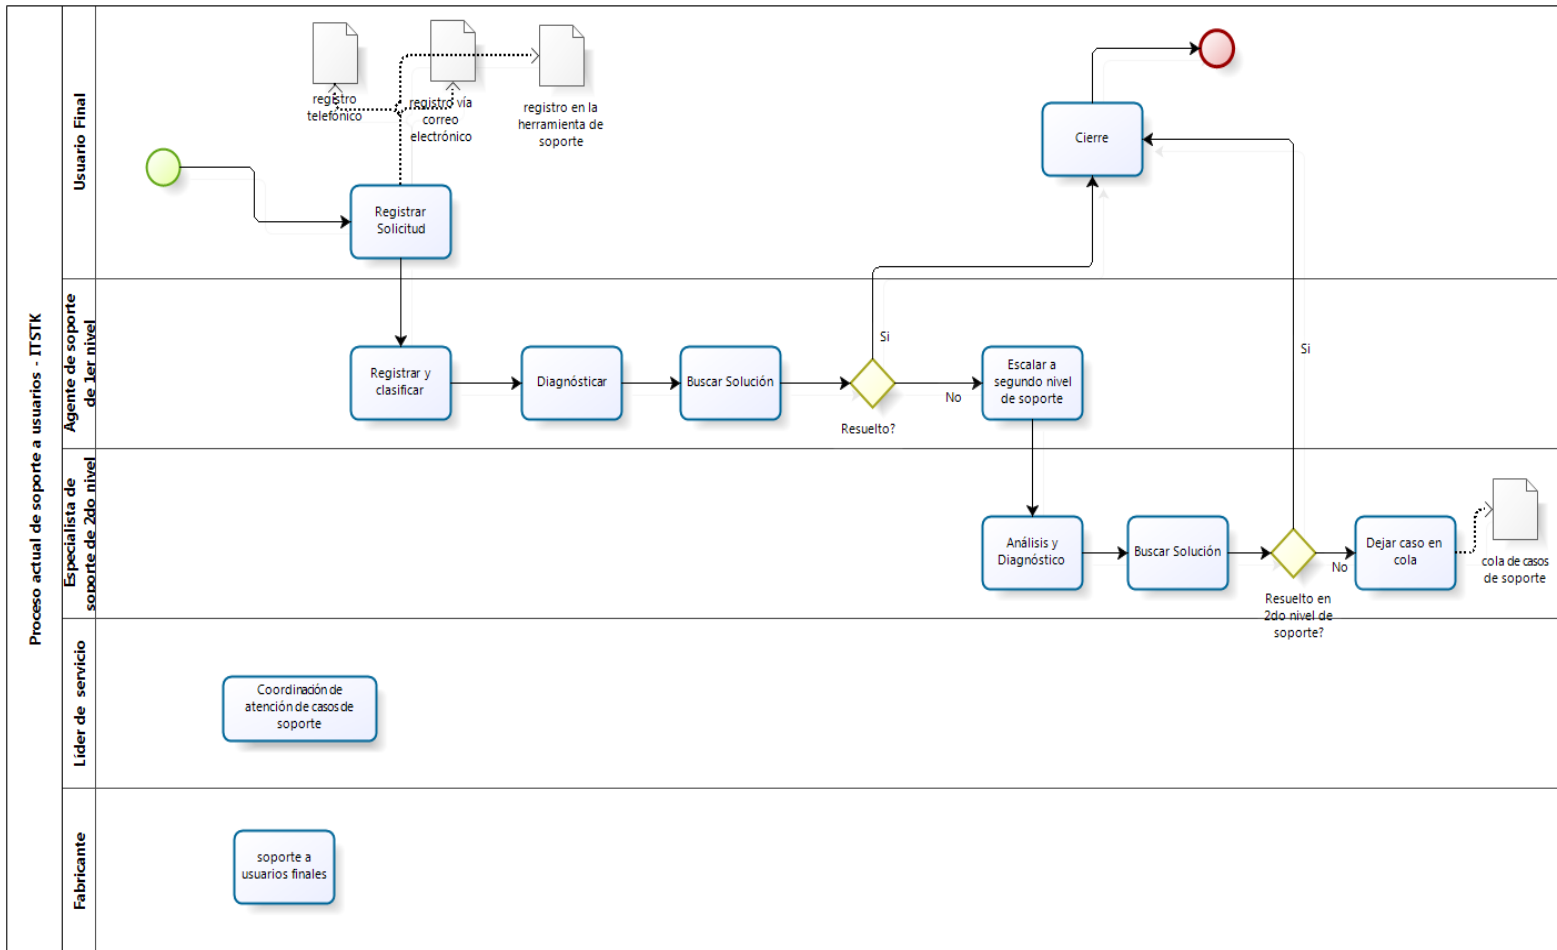 Proceso actual de soporte a usuarios - ITSTK
Usuario Final
registro
telefónico
registro vía
correo
electrónico
registro en la
herramienta de
soporte
Registrar
Solicitud
Cierre
Agente de soporte
de 1er nivel
Registrar y
clasificar
Diagnósticar
Buscar Solución
Resuelto?
Si
No
Escalar a
segundo nivel
de soporte
Si
Especialista de
soporte de 2do nivel
Análisis y
Diagnóstico
Buscar Solución
Resuelto en
2do nivel de
soporte?
No
Dejar caso en
cola
cola de casos
de soporte
Líder de servicio
Coordinación de
atención de casos de
soporte
Fabricante
soporte a
usuarios finales